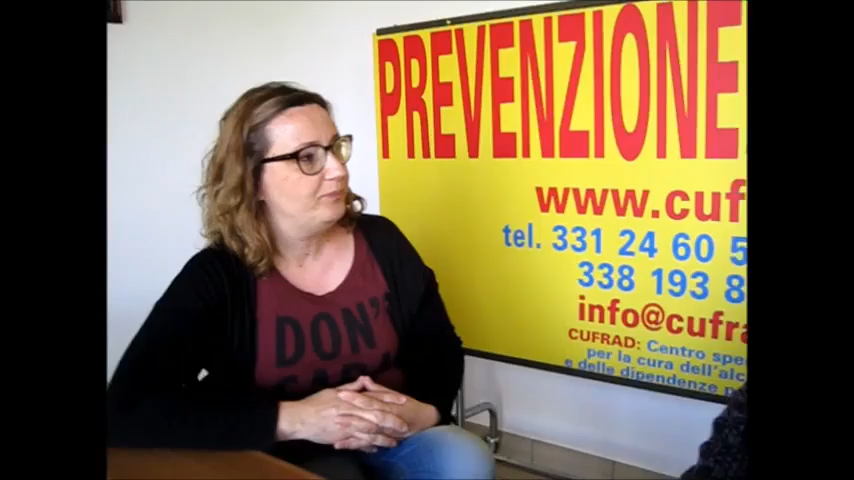 PREVENZIONE
www.cuf
tel. 331 24 60 5
338 193 8
info@cufra
CUFRAD: Centro spe
per la cura dell'alc
e delle dipendenze
DON'